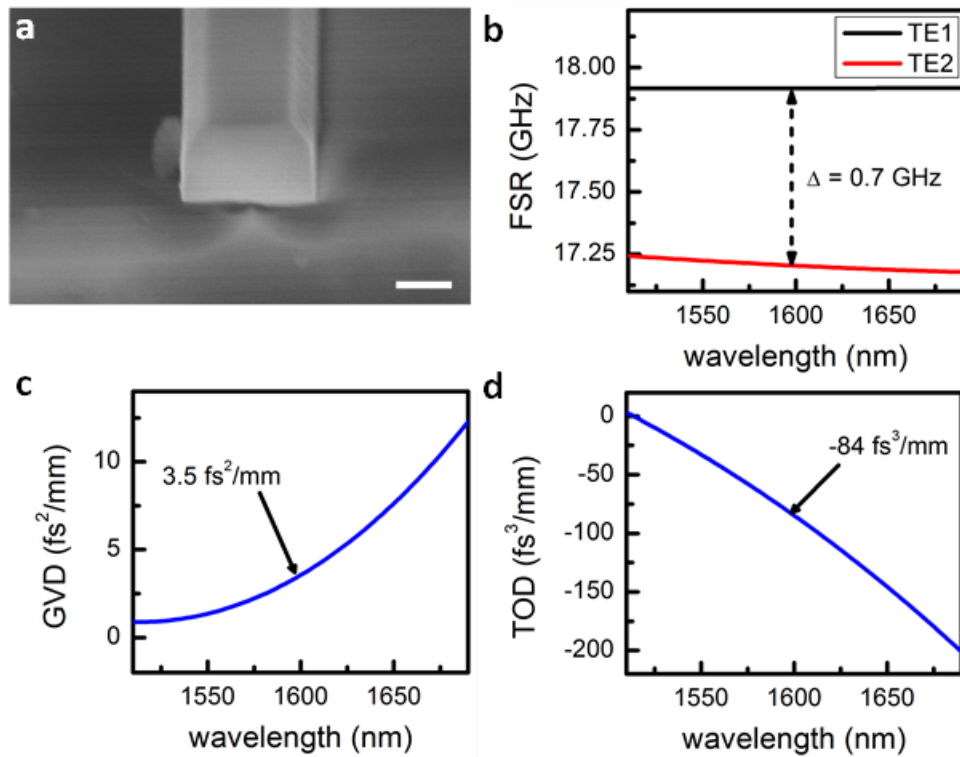 a
b
TE1
TE2
18.00
17.75
17.50
17.25
FSR (GHz)
Δ = 0.7 GHz
1550
1600
1650
wavelength (nm)
c
10
5
0
GVD (fs²/mm)
3.5 fs²/mm
1550
1600
1650
wavelength (nm)
d
0
-50
-100
-150
-200
TOD (fs³/mm)
-84 fs³/mm
1550
1600
1650
wavelength (nm)